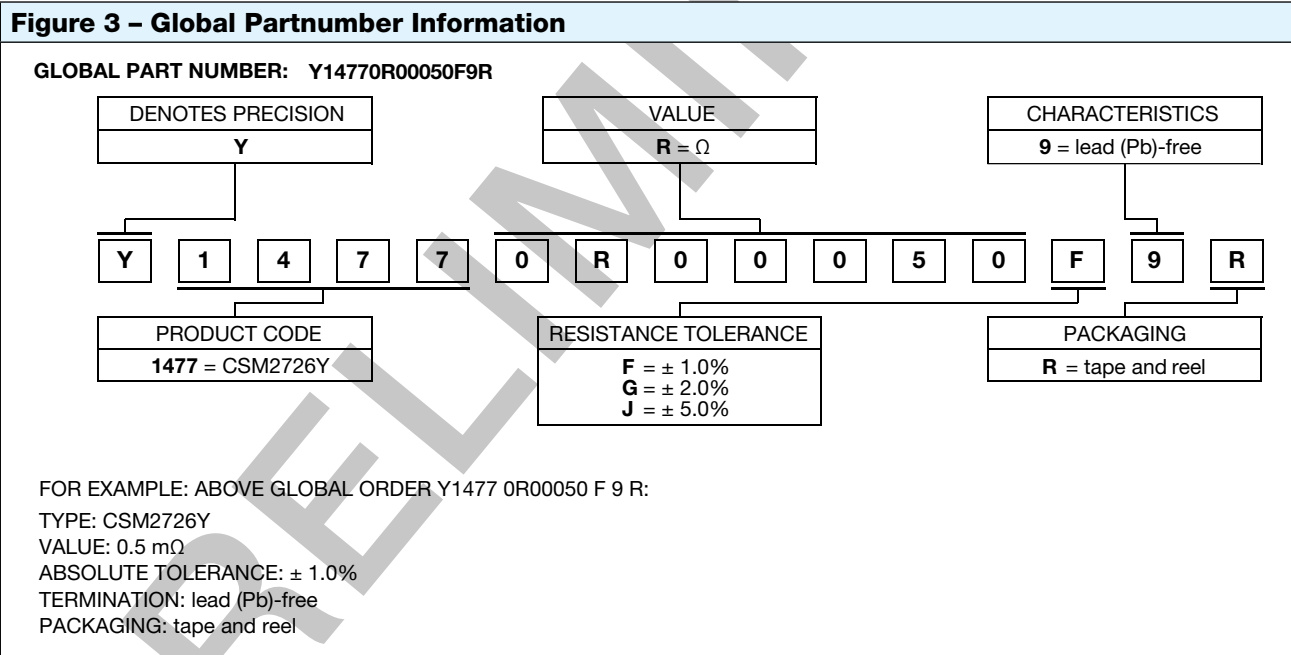 Figure 3 – Global Partnumber Information
GLOBAL PART NUMBER: Y14770R00050F9R
DENOTES PRECISION
Y
VALUE
R = Ω
CHARACTERISTICS
9 = lead (Pb)-free
Y 1 4 7 7 0 R 0 0 0 5 0 F 9 R
PRODUCT CODE
1477 = CSM2726Y
RESISTANCE TOLERANCE
F = ± 1.0%
G = ± 2.0%
J = ± 5.0%
PACKAGING
R = tape and reel
FOR EXAMPLE: ABOVE GLOBAL ORDER Y1477 0R00050 F 9 R:
TYPE: CSM2726Y
VALUE: 0.5 mΩ
ABSOLUTE TOLERANCE: ± 1.0%
TERMINATION: lead (Pb)-free
PACKAGING: tape and reel
RELIMI